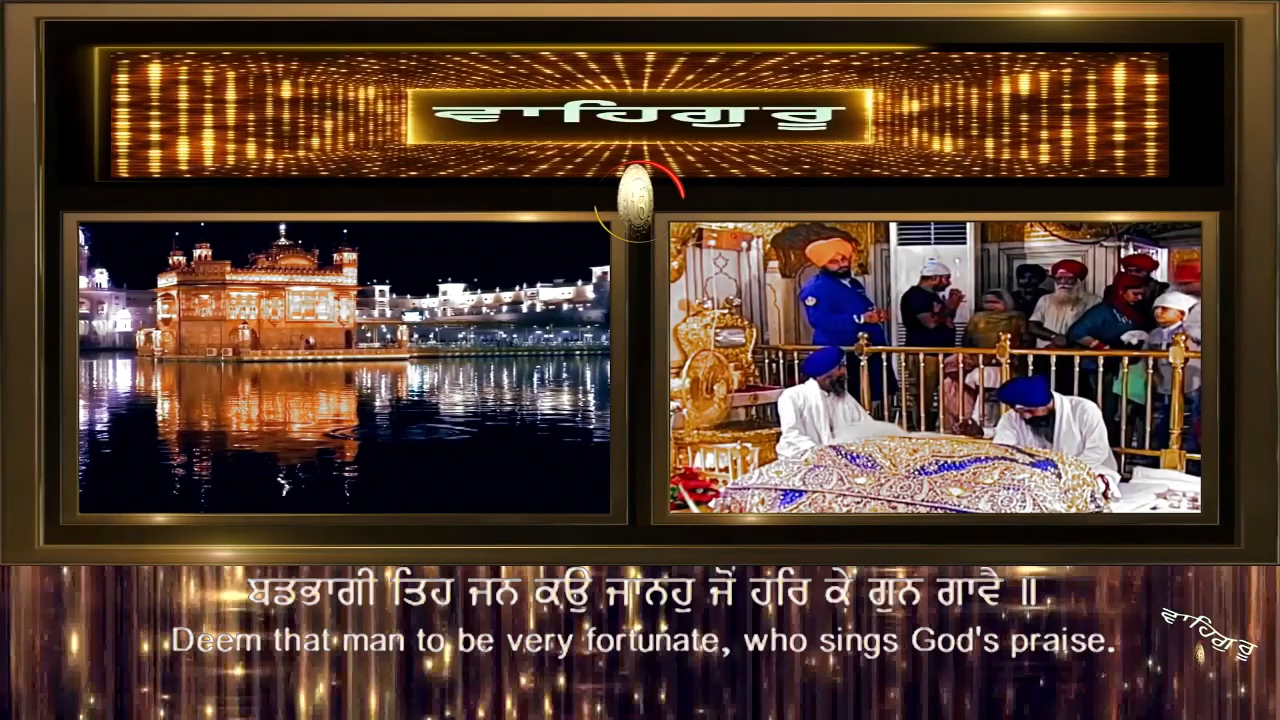 ਵਾਹਿਗੁਰੂ
ੴ
ਬਡਭਾਗੀ ਤਿਹ ਜਨ ਕਉ ਜਾਨਹੁ ਜੋ ਹਰਿ ਕੇ ਗੁਨ ਗਾਵੈ ॥
Deem that man to be very fortunate, who sings God's praise.
ਵਾਹਿਗੁਰੂ